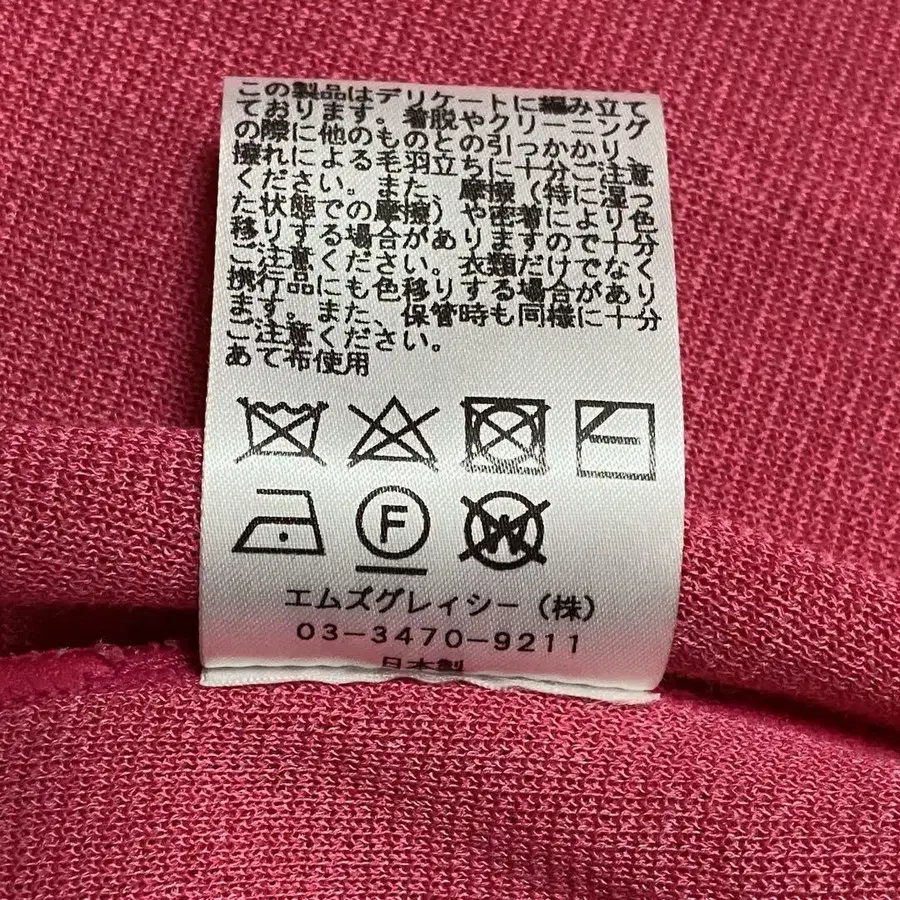 この製品はデリケートに編み立て
ております。着脱やクリーニング
の際に他のものとの引っかかり、
擦れによる毛羽立ちに十分ご注意
ください。また、摩擦(特に湿っ
た状態での摩擦)や密着により色
移りする場合がありますので十分
ご注意ください。衣類だけでなく
携行品にも色移りする場合があり
ます。また、保管時も同様に十分
ご注意ください。
あて布使用
F
W
エムズグレイシー(株)
03-3470-9211
日本製